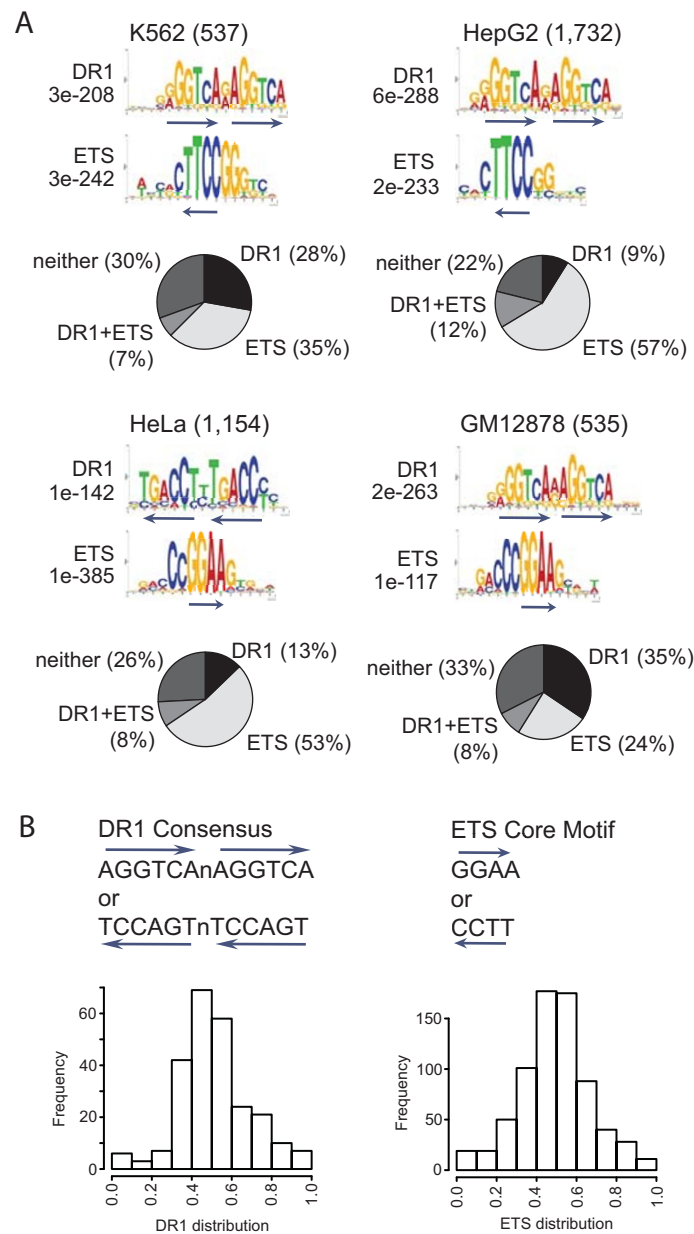 A
K562 (537)
HepG2 (1,732)
DR1
3e-208
DR1
6e-288
ETS
3e-242
ETS
2e-233
neither (30%)
DR1 (28%)
DR1+ETS
(7%)
ETS (35%)
neither (22%)
DR1 (9%)
DR1+ETS
(12%)
ETS (57%)
HeLa (1,154)
GM12878 (535)
DR1
1e-142
DR1
2e-263
ETS
1e-385
ETS
1e-117
neither (26%)
DR1 (13%)
DR1+ETS
(8%)
ETS (53%)
neither (33%)
DR1 (35%)
DR1+ETS
(8%)
ETS (24%)
B
DR1 Consensus
AGGTCAnAGGTCA
or
TCCAGTnTCCAGT
ETS Core Motif
GGAA
or
CCTT
Frequency
60
40
20
0
0.0 0.2 0.4 0.6 0.8 1.0
DR1 distribution
Frequency
150
100
50
0
0.0 0.2 0.4 0.6 0.8 1.0
ETS distribution